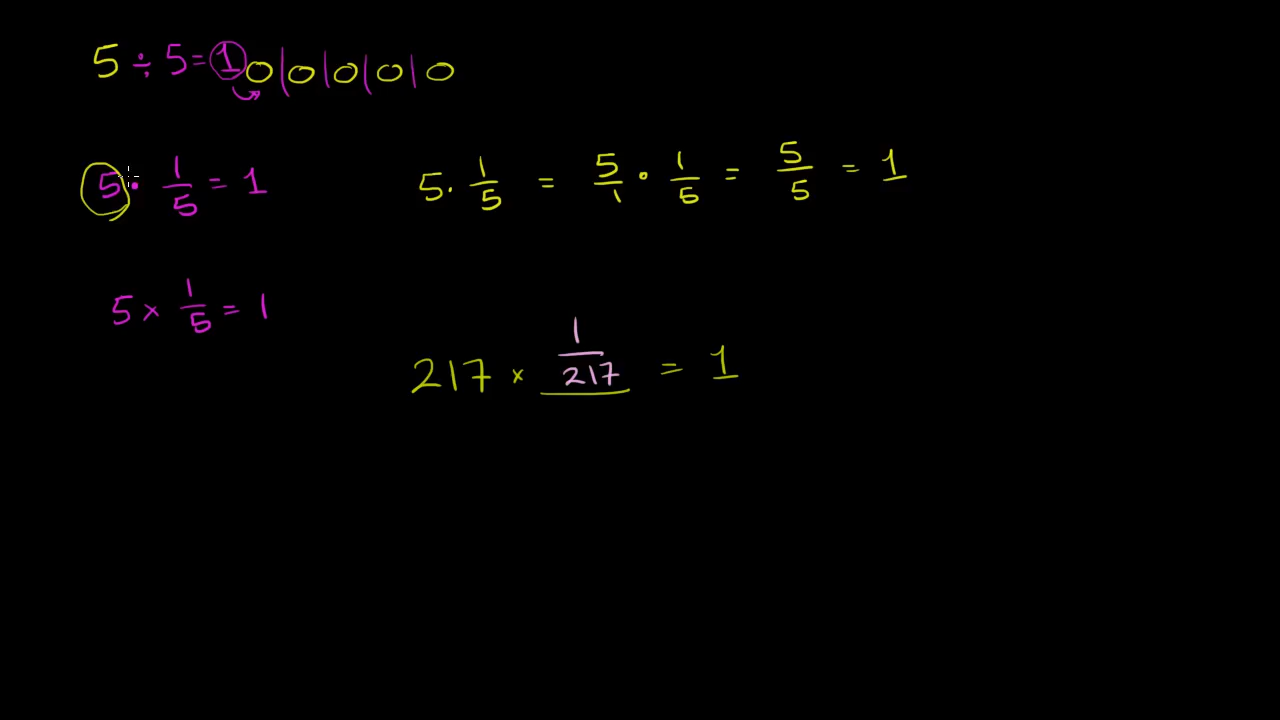 5 ÷ 5 = 1 0|0|0|0|0
5 · 1/5 = 1
5 · 1/5 = 5/1 · 1/5 = 5/5 = 1
5 × 1/5 = 1
217 × 1/217 = 1